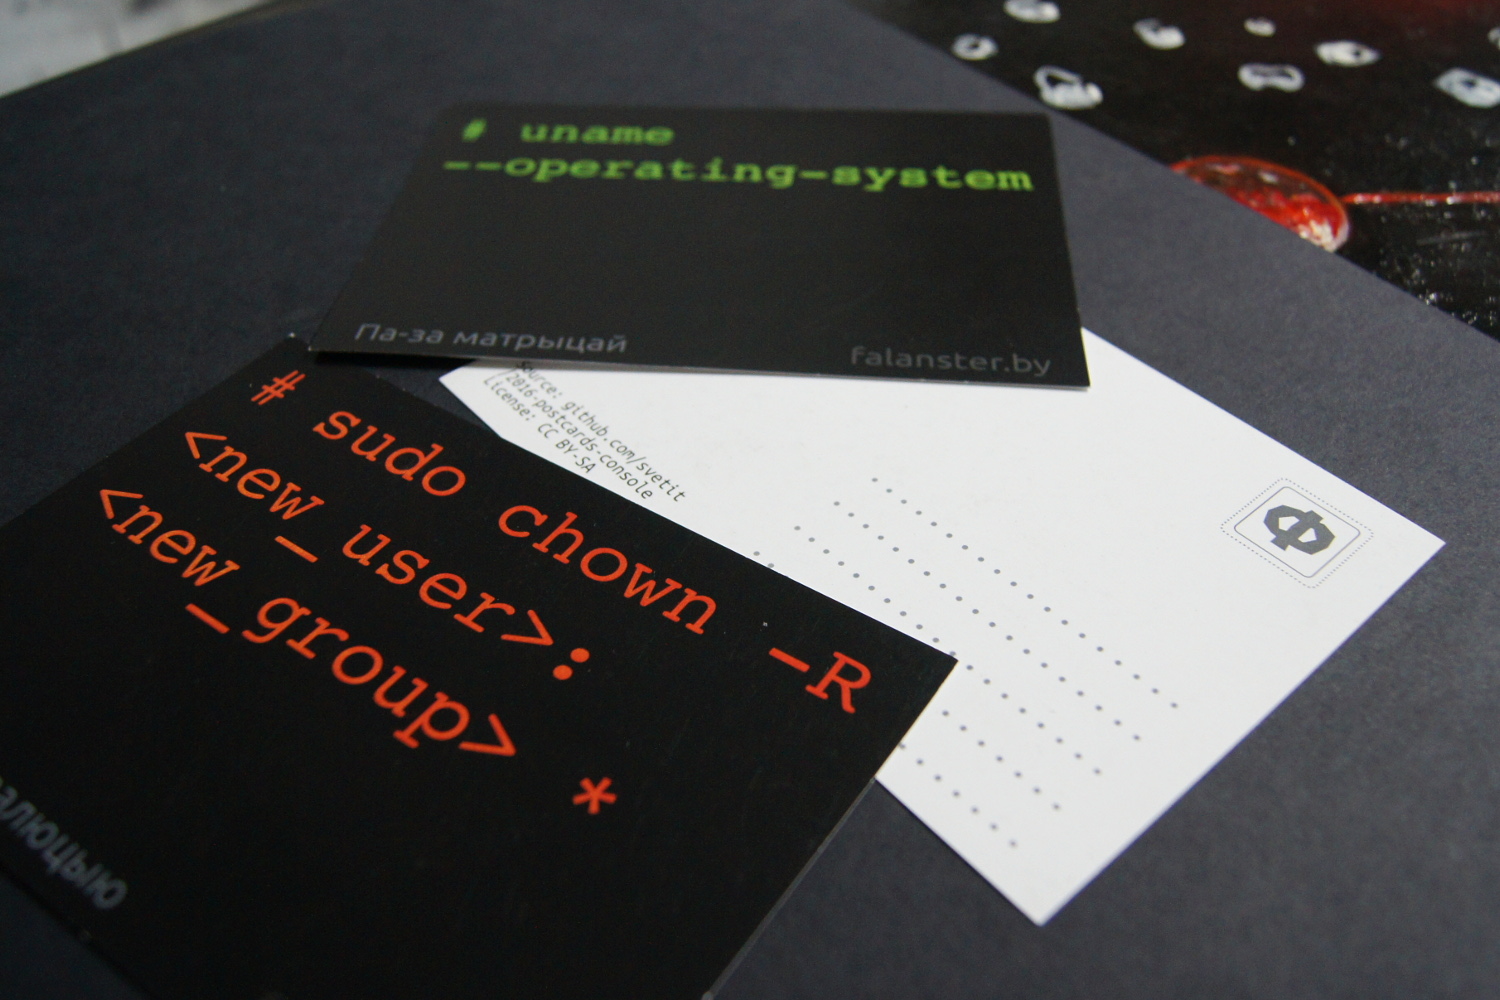 # uname
--operating-system
Па-за матрыцай
falanster.by
Source: github.com/svetit
2016-postcards-console
License: CC BY-SA
Ф
# sudo chown -R
<new_user>:
<new_group> *